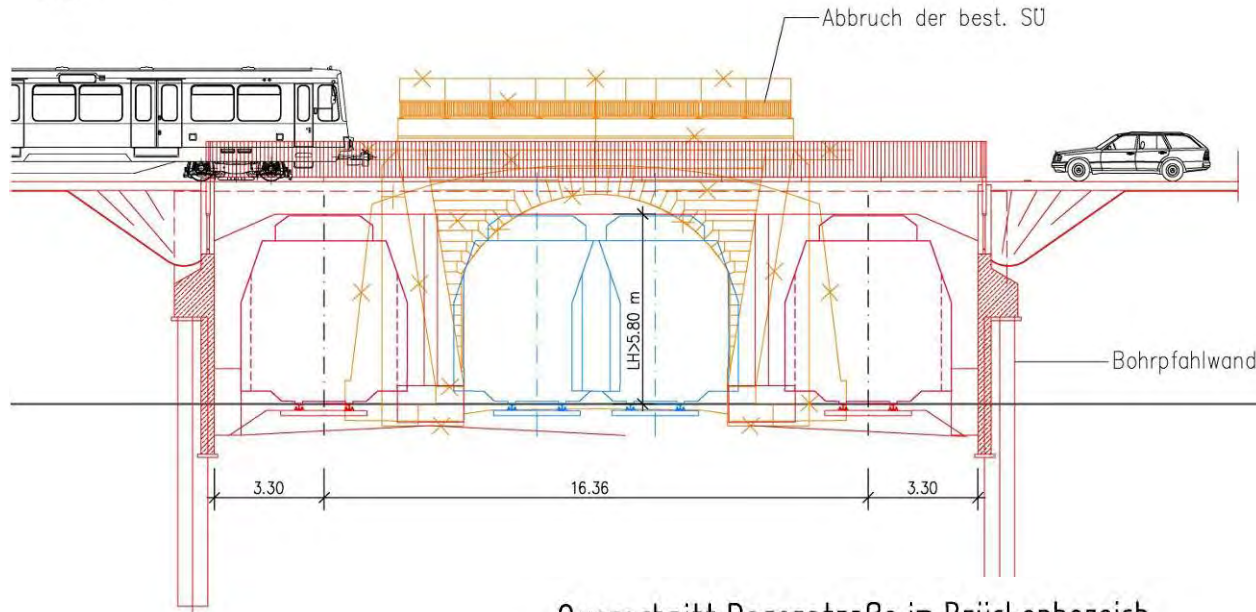 Abbruch der best. SÜ
LH>5.80 m
Bohrpfahlwand
3.30
16.36
3.30